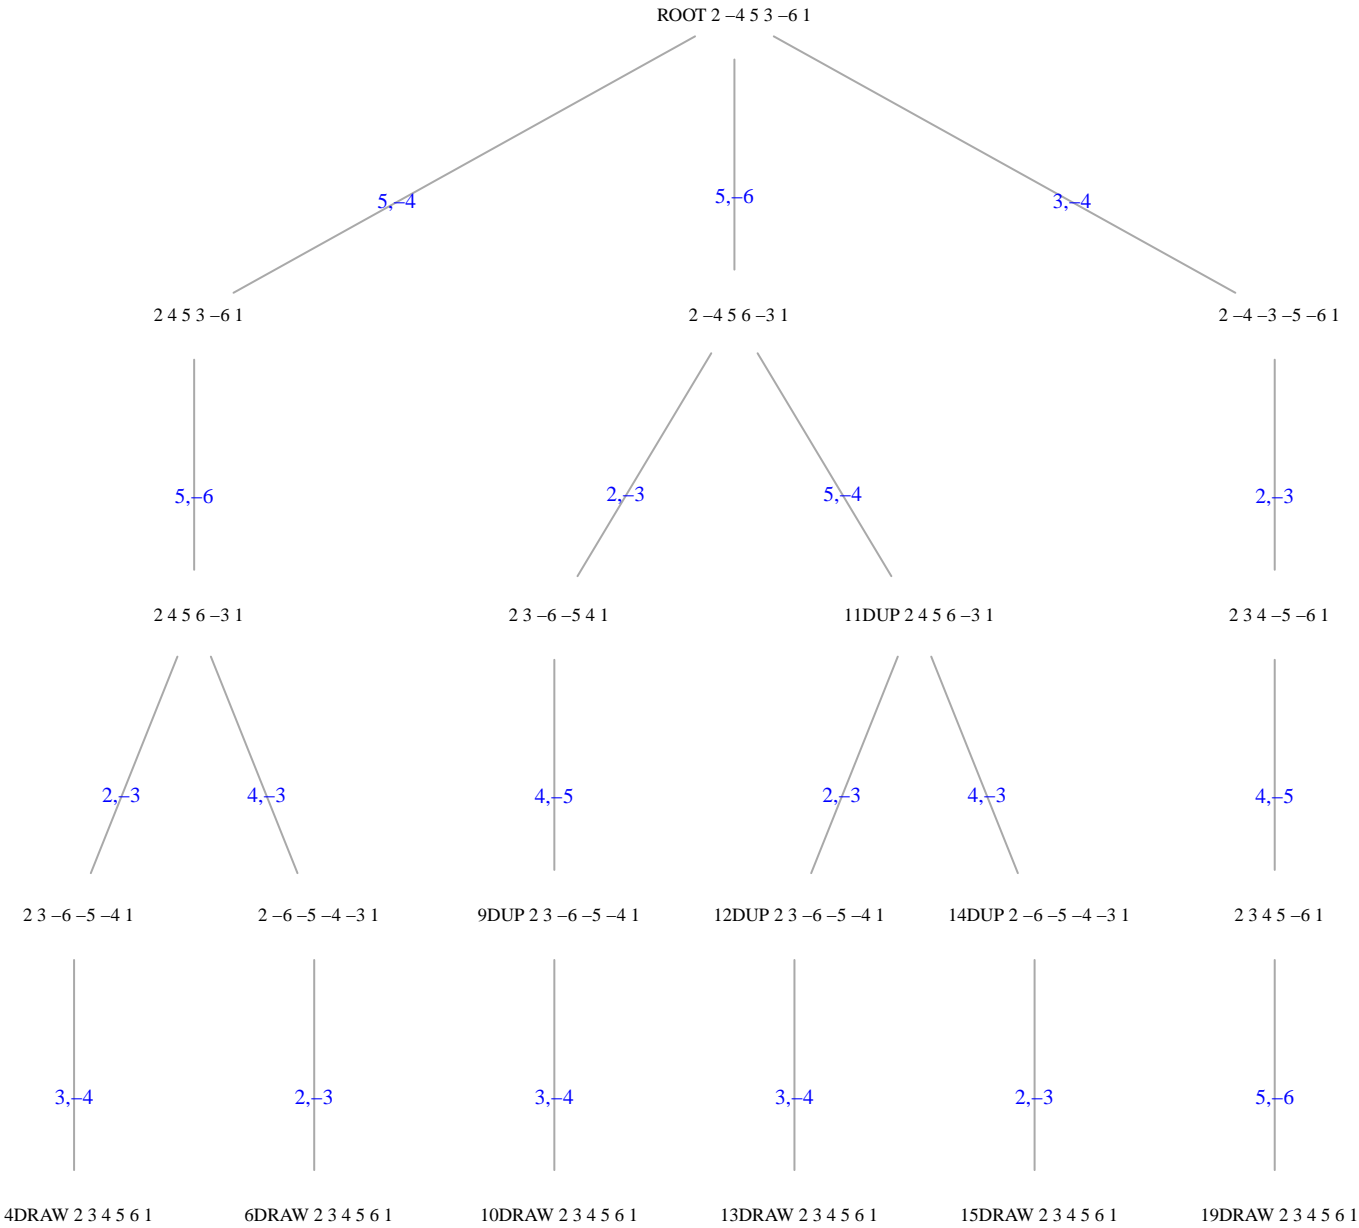 ROOT 2 –4 5 3 –6 1
5,–4 5,–6 3,–4
2 4 5 3 –6 1 2 –4 5 6 –3 1 2 –4 –3 –5 –6 1
5,–6 2,–3 5,–4 2,–3
2 4 5 6 –3 1 2 3 –6 –5 4 1 11DUP 2 4 5 6 –3 1 2 3 4 –5 –6 1
2,–3 4,–3 4,–5 2,–3 4,–3 4,–5
2 3 –6 –5 –4 1 2 –6 –5 –4 –3 1 9DUP 2 3 –6 –5 –4 1 12DUP 2 3 –6 –5 –4 1 14DUP 2 –6 –5 –4 –3 1 2 3 4 5 –6 1
3,–4 2,–3 3,–4 3,–4 2,–3 5,–6
4DRAW 2 3 4 5 6 1 6DRAW 2 3 4 5 6 1 10DRAW 2 3 4 5 6 1 13DRAW 2 3 4 5 6 1 15DRAW 2 3 4 5 6 1 19DRAW 2 3 4 5 6 1